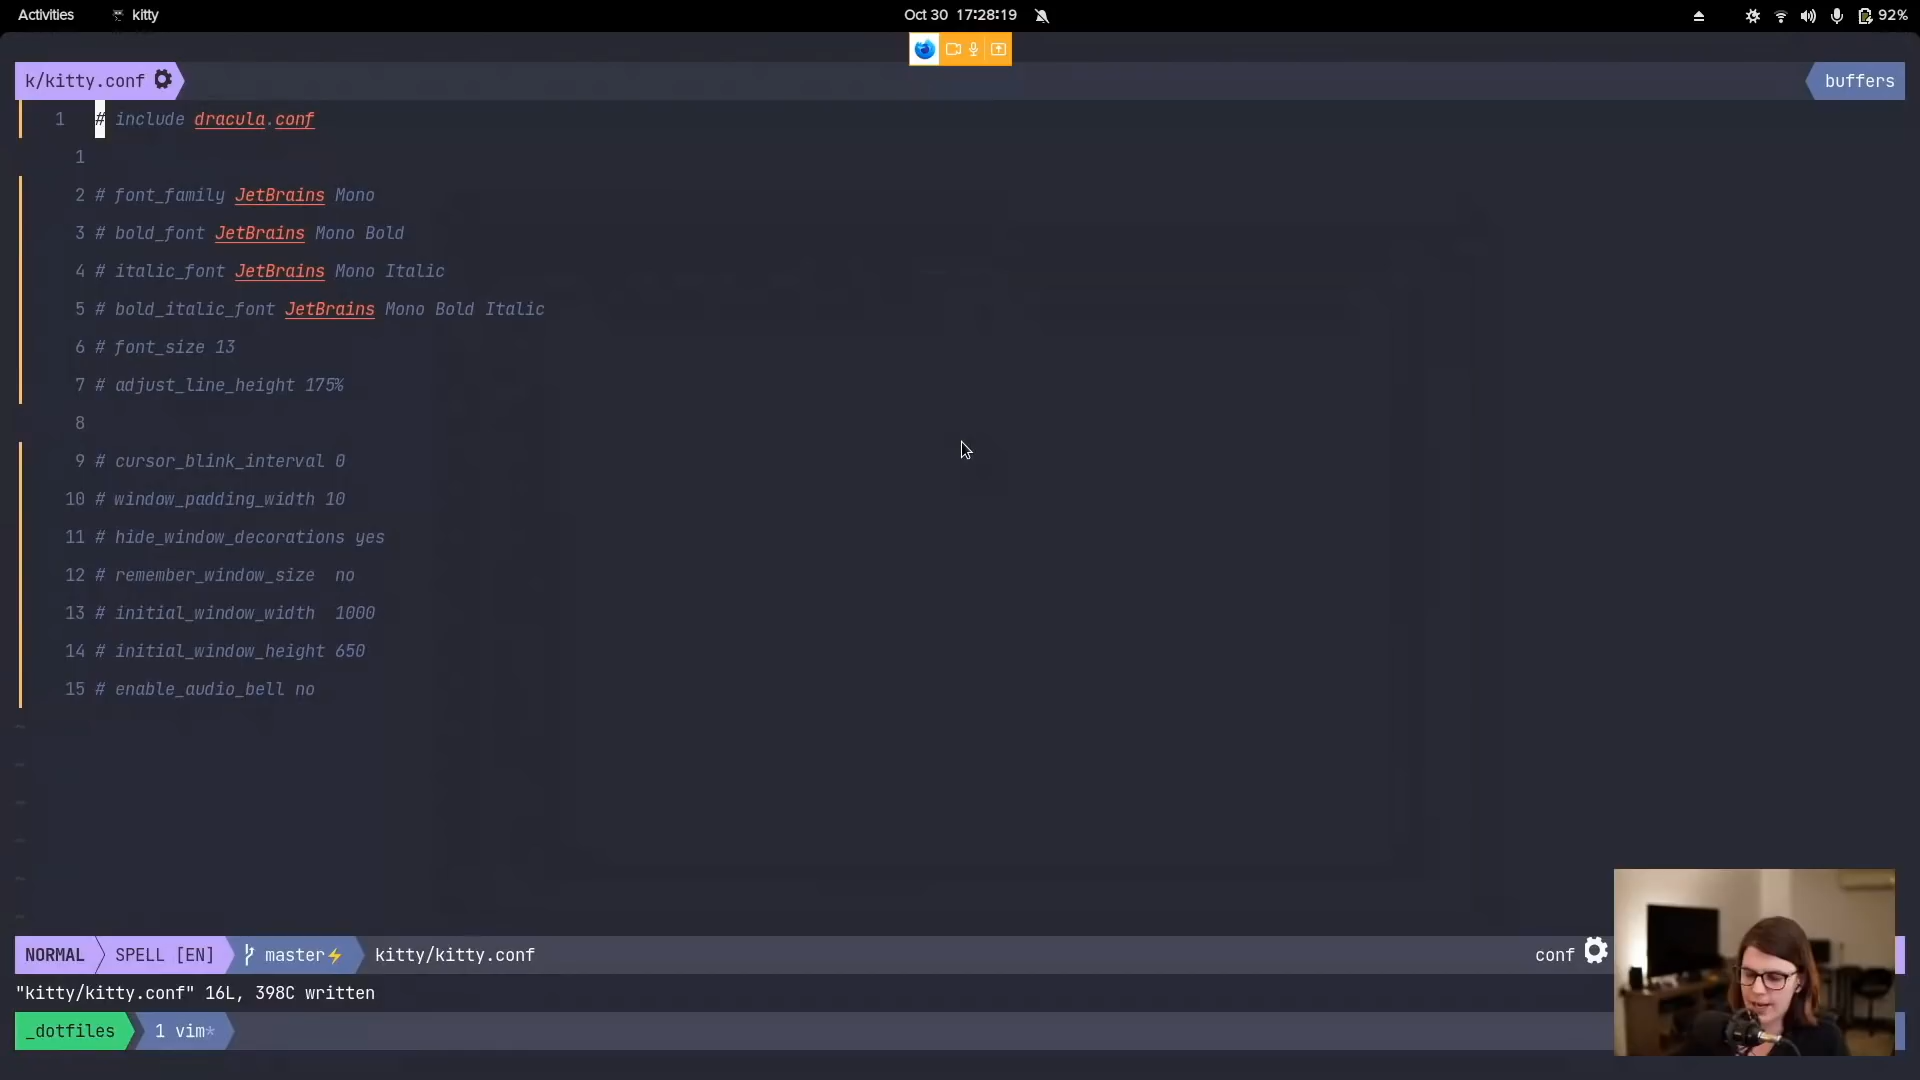 Activities kitty Oct 30 17:28:19 92%
k/kitty.conf buffers
1 # include dracula.conf
1
2 # font_family JetBrains Mono
3 # bold_font JetBrains Mono Bold
4 # italic_font JetBrains Mono Italic
5 # bold_italic_font JetBrains Mono Bold Italic
6 # font_size 13
7 # adjust_line_height 175%
8
9 # cursor_blink_interval 0
10 # window_padding_width 10
11 # hide_window_decorations yes
12 # remember_window_size  no
13 # initial_window_width  1000
14 # initial_window_height 650
15 # enable_audio_bell no
~
~
~
~
~
~
NORMAL SPELL [EN] master⚡ kitty/kitty.conf conf
"kitty/kitty.conf" 16L, 398C written
_dotfiles 1 vim*